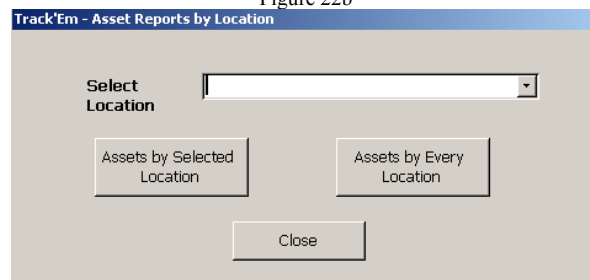 Figure 22b
Track'Em - Asset Reports by Location
Select
Location
Assets by Selected
Location
Assets by Every
Location
Close